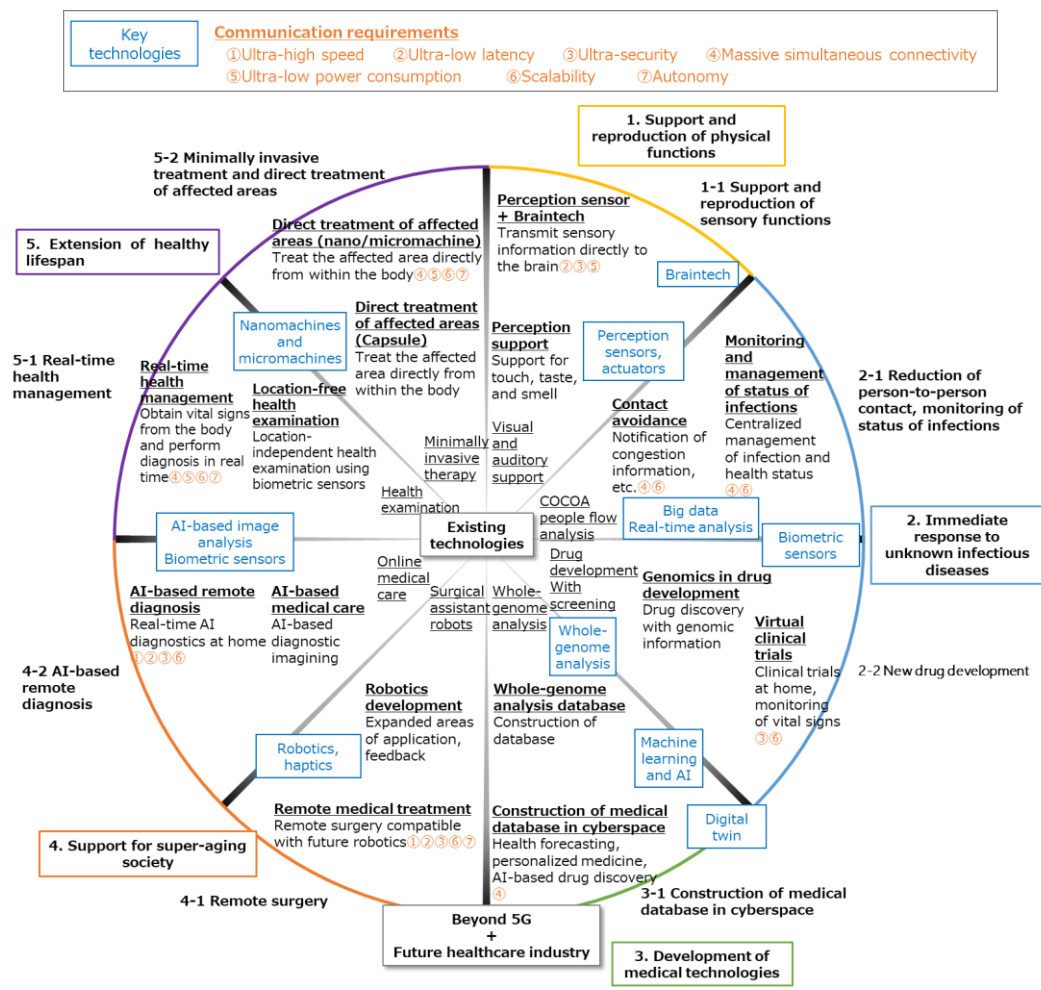 Key
technologies
Communication requirements
①Ultra-high speed ②Ultra-low latency ③Ultra-security ④Massive simultaneous connectivity
⑤Ultra-low power consumption ⑥Scalability ⑦Autonomy
1. Support and
reproduction of physical
functions
5-2 Minimally invasive
treatment and direct treatment
of affected areas
1-1 Support and
reproduction of
sensory functions
Direct treatment of affected
areas (nano/micromachine)
Treat the affected area directly
from within the body④⑤⑥⑦
Perception sensor
+ Braintech
Transmit sensory
information directly to
the brain②③⑤
5. Extension of healthy
lifespan
Braintech
Nanomachines
and
micromachines
Direct treatment
of affected areas
(Capsule)
Treat the affected
area directly from
within the body
Perception
support
Support for
touch, taste,
and smell
Perception
sensors,
actuators
Monitoring and
management
of status of
infections
Centralized
management
of infection and
health status
④⑥
5-1 Real-time
health
management
Real-time
health
management
Obtain vital signs
from the body
and perform
diagnosis in real
time④⑤⑥⑦
Location-free
health
examination
Location-
independent health
examination using
biometric sensors
Contact
avoidance
Notification of
congestion
information,
etc.④⑥
2-1 Reduction of
person-to-person
contact, monitoring of
status of infections
Minimally
invasive
therapy
Visual
and
auditory
support
Health
examination
Existing
technologies
COCOA
people flow
analysis
Big data
Real-time analysis
Biometric
sensors
2. Immediate
response to
unknown infectious
diseases
AI-based image
analysis
Biometric sensors
Online
medical
care
Surgical
assistant
robots
Whole-
genome
analysis
Drug
development
With
screening
AI-based remote
diagnosis
Real-time AI
diagnostics at home
①②③⑥
AI-based
medical care
AI-based
diagnostic
imagining
Whole-
genome
analysis
Genomics in drug
development
Drug discovery
with genomic
information
Virtual
clinical
trials
Clinical trials
at home,
monitoring
of vital signs
③⑥
4-2 AI-based
remote
diagnosis
2-2 New drug development
Robotics
development
Expanded areas
of application,
feedback
Whole-genome
analysis database
Construction of
database
Robotics,
haptics
Machine
learning
and AI
Remote medical treatment
Remote surgery compatible
with future robotics①②③⑥⑦
Construction of medical
database in cyberspace
Health forecasting,
personalized medicine,
AI-based drug discovery
④
Digital
twin
4. Support for super-aging
society
4-1 Remote surgery
3-1 Construction of medical
database in cyberspace
Beyond 5G
+
Future healthcare industry
3. Development of
medical technologies